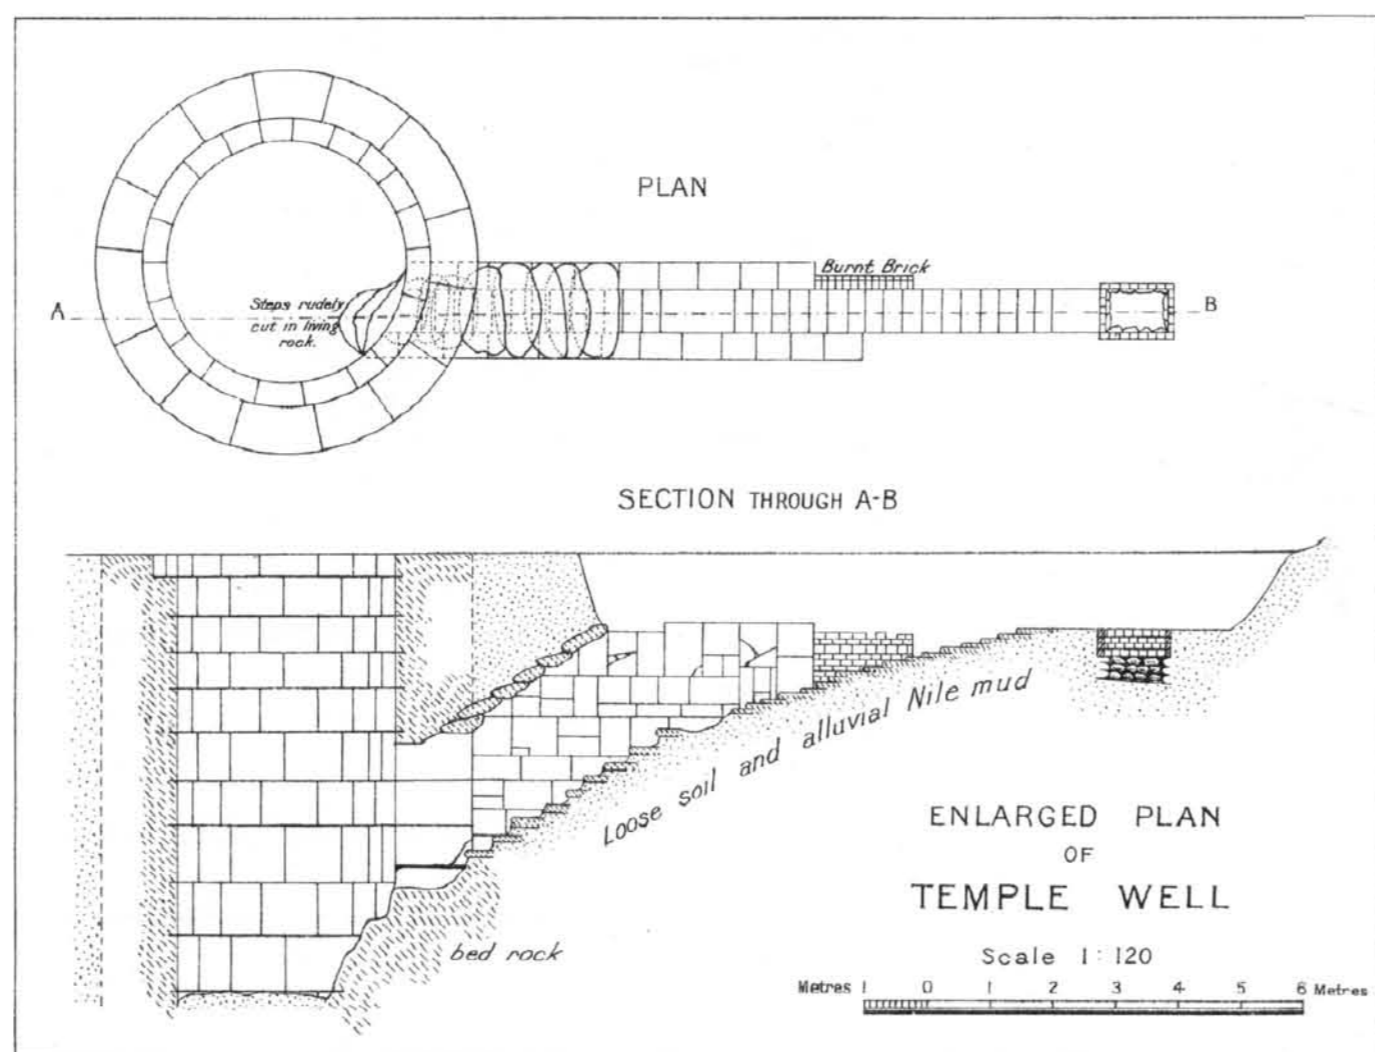 PLAN
Burnt Brick
A
Steps rudely
cut in living
rock.
B
SECTION THROUGH A-B
Loose soil and alluvial Nile mud
bed rock
ENLARGED PLAN
OF
TEMPLE WELL
Scale 1:120
Metres 1 0 1 2 3 4 5 6 Metres